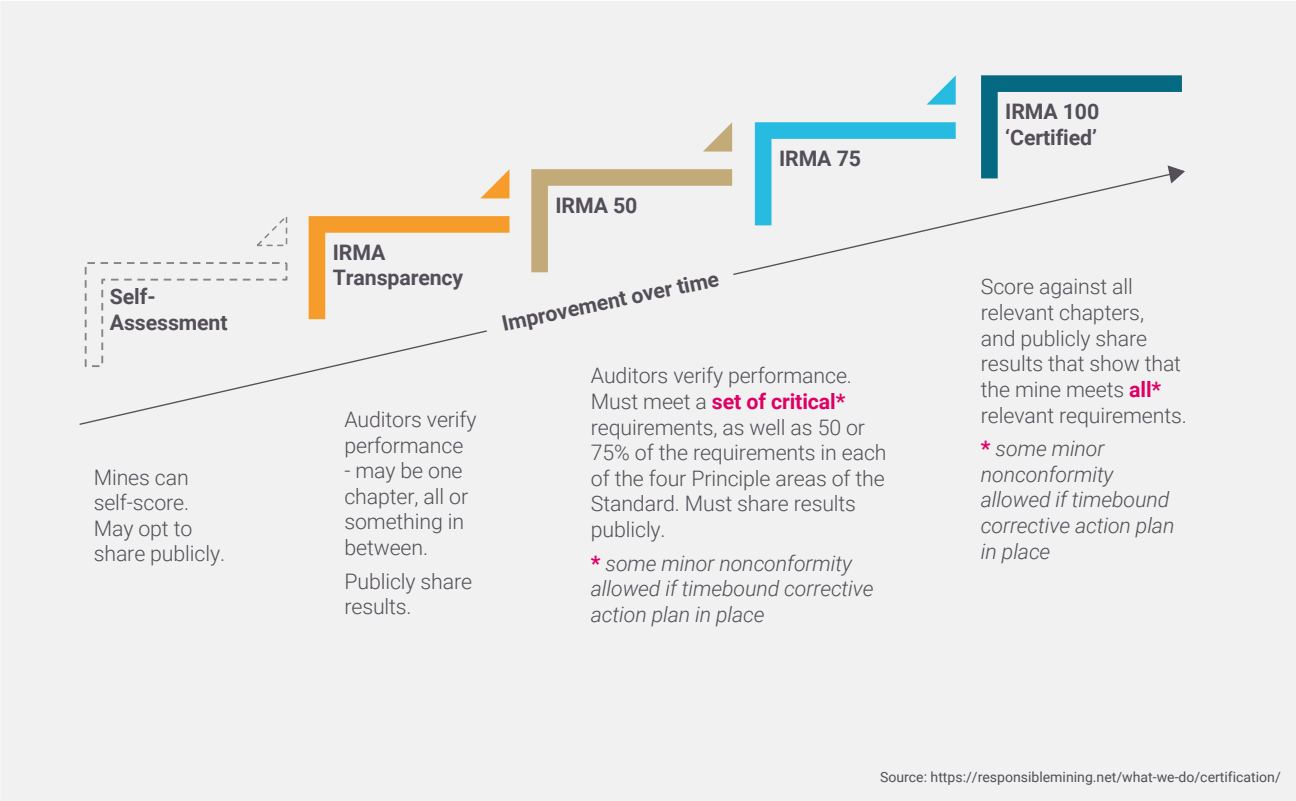 IRMA 100
‘Certified’
IRMA 75
IRMA 50
IRMA
Transparency
Self-
Assessment
Improvement over time
Mines can
self-score.
May opt to
share publicly.
Auditors verify
performance
- may be one
chapter, all or
something in
between.
Publicly share
results.
Auditors verify performance.
Must meet a set of critical*
requirements, as well as 50 or
75% of the requirements in each
of the four Principle areas of the
Standard. Must share results
publicly.
* some minor nonconformity
allowed if timebound corrective
action plan in place
Score against all
relevant chapters,
and publicly share
results that show that
the mine meets all*
relevant requirements.
* some minor
nonconformity
allowed if timebound
corrective action plan
in place
Source: https://responsiblemining.net/what-we-do/certification/